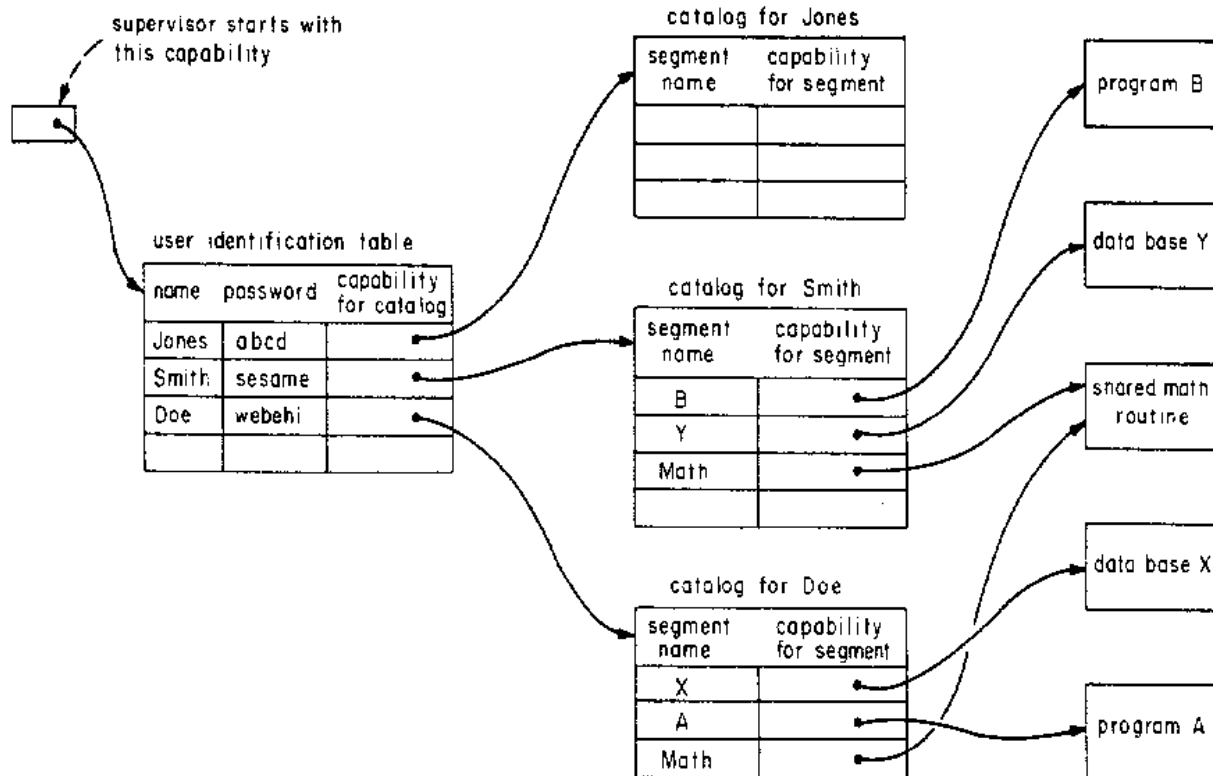 supervisor starts with
this capability
catalog for Jones
segment name
capability for segment
program B
user identification table
name
password
capability for catalog
Jones
abcd
Smith
sesame
Doe
webehi
data base Y
catalog for Smith
segment name
capability for segment
B
Y
Math
shared math
routine
data base X
catalog for Doe
segment name
capability for segment
X
A
Math
program A